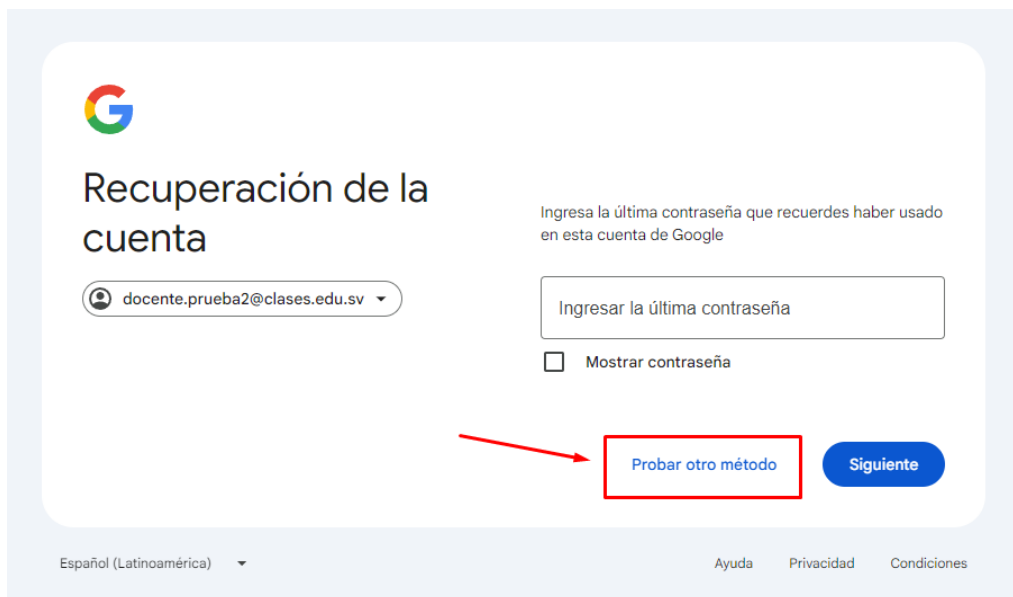 Recuperación de la
cuenta
docente.prueba2@clases.edu.sv
Ingresa la última contraseña que recuerdes haber usado
en esta cuenta de Google
Ingresar la última contraseña
Mostrar contraseña
Probar otro método
Siguiente
Español (Latinoamérica)
Ayuda
Privacidad
Condiciones